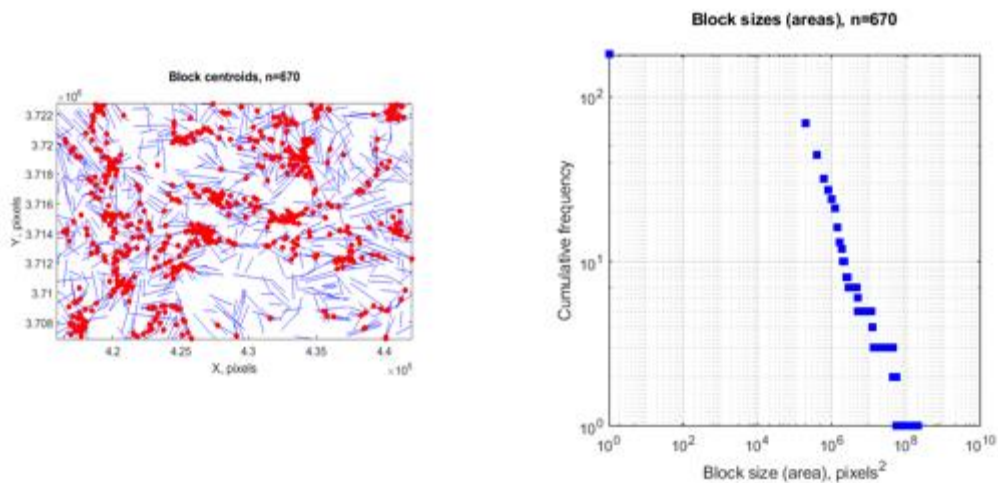 Block centroids, n=670
×10⁶
3.722
3.72
3.718
3.716
3.714
3.712
3.71
3.708
Y, pixels
4.2 4.25 4.3 4.35 4.4
X, pixels
×10⁵
Block sizes (areas), n=670
10²
10¹
10⁰
Cumulative frequency
10⁰ 10² 10⁴ 10⁶ 10⁸ 10¹⁰
Block size (area), pixels²